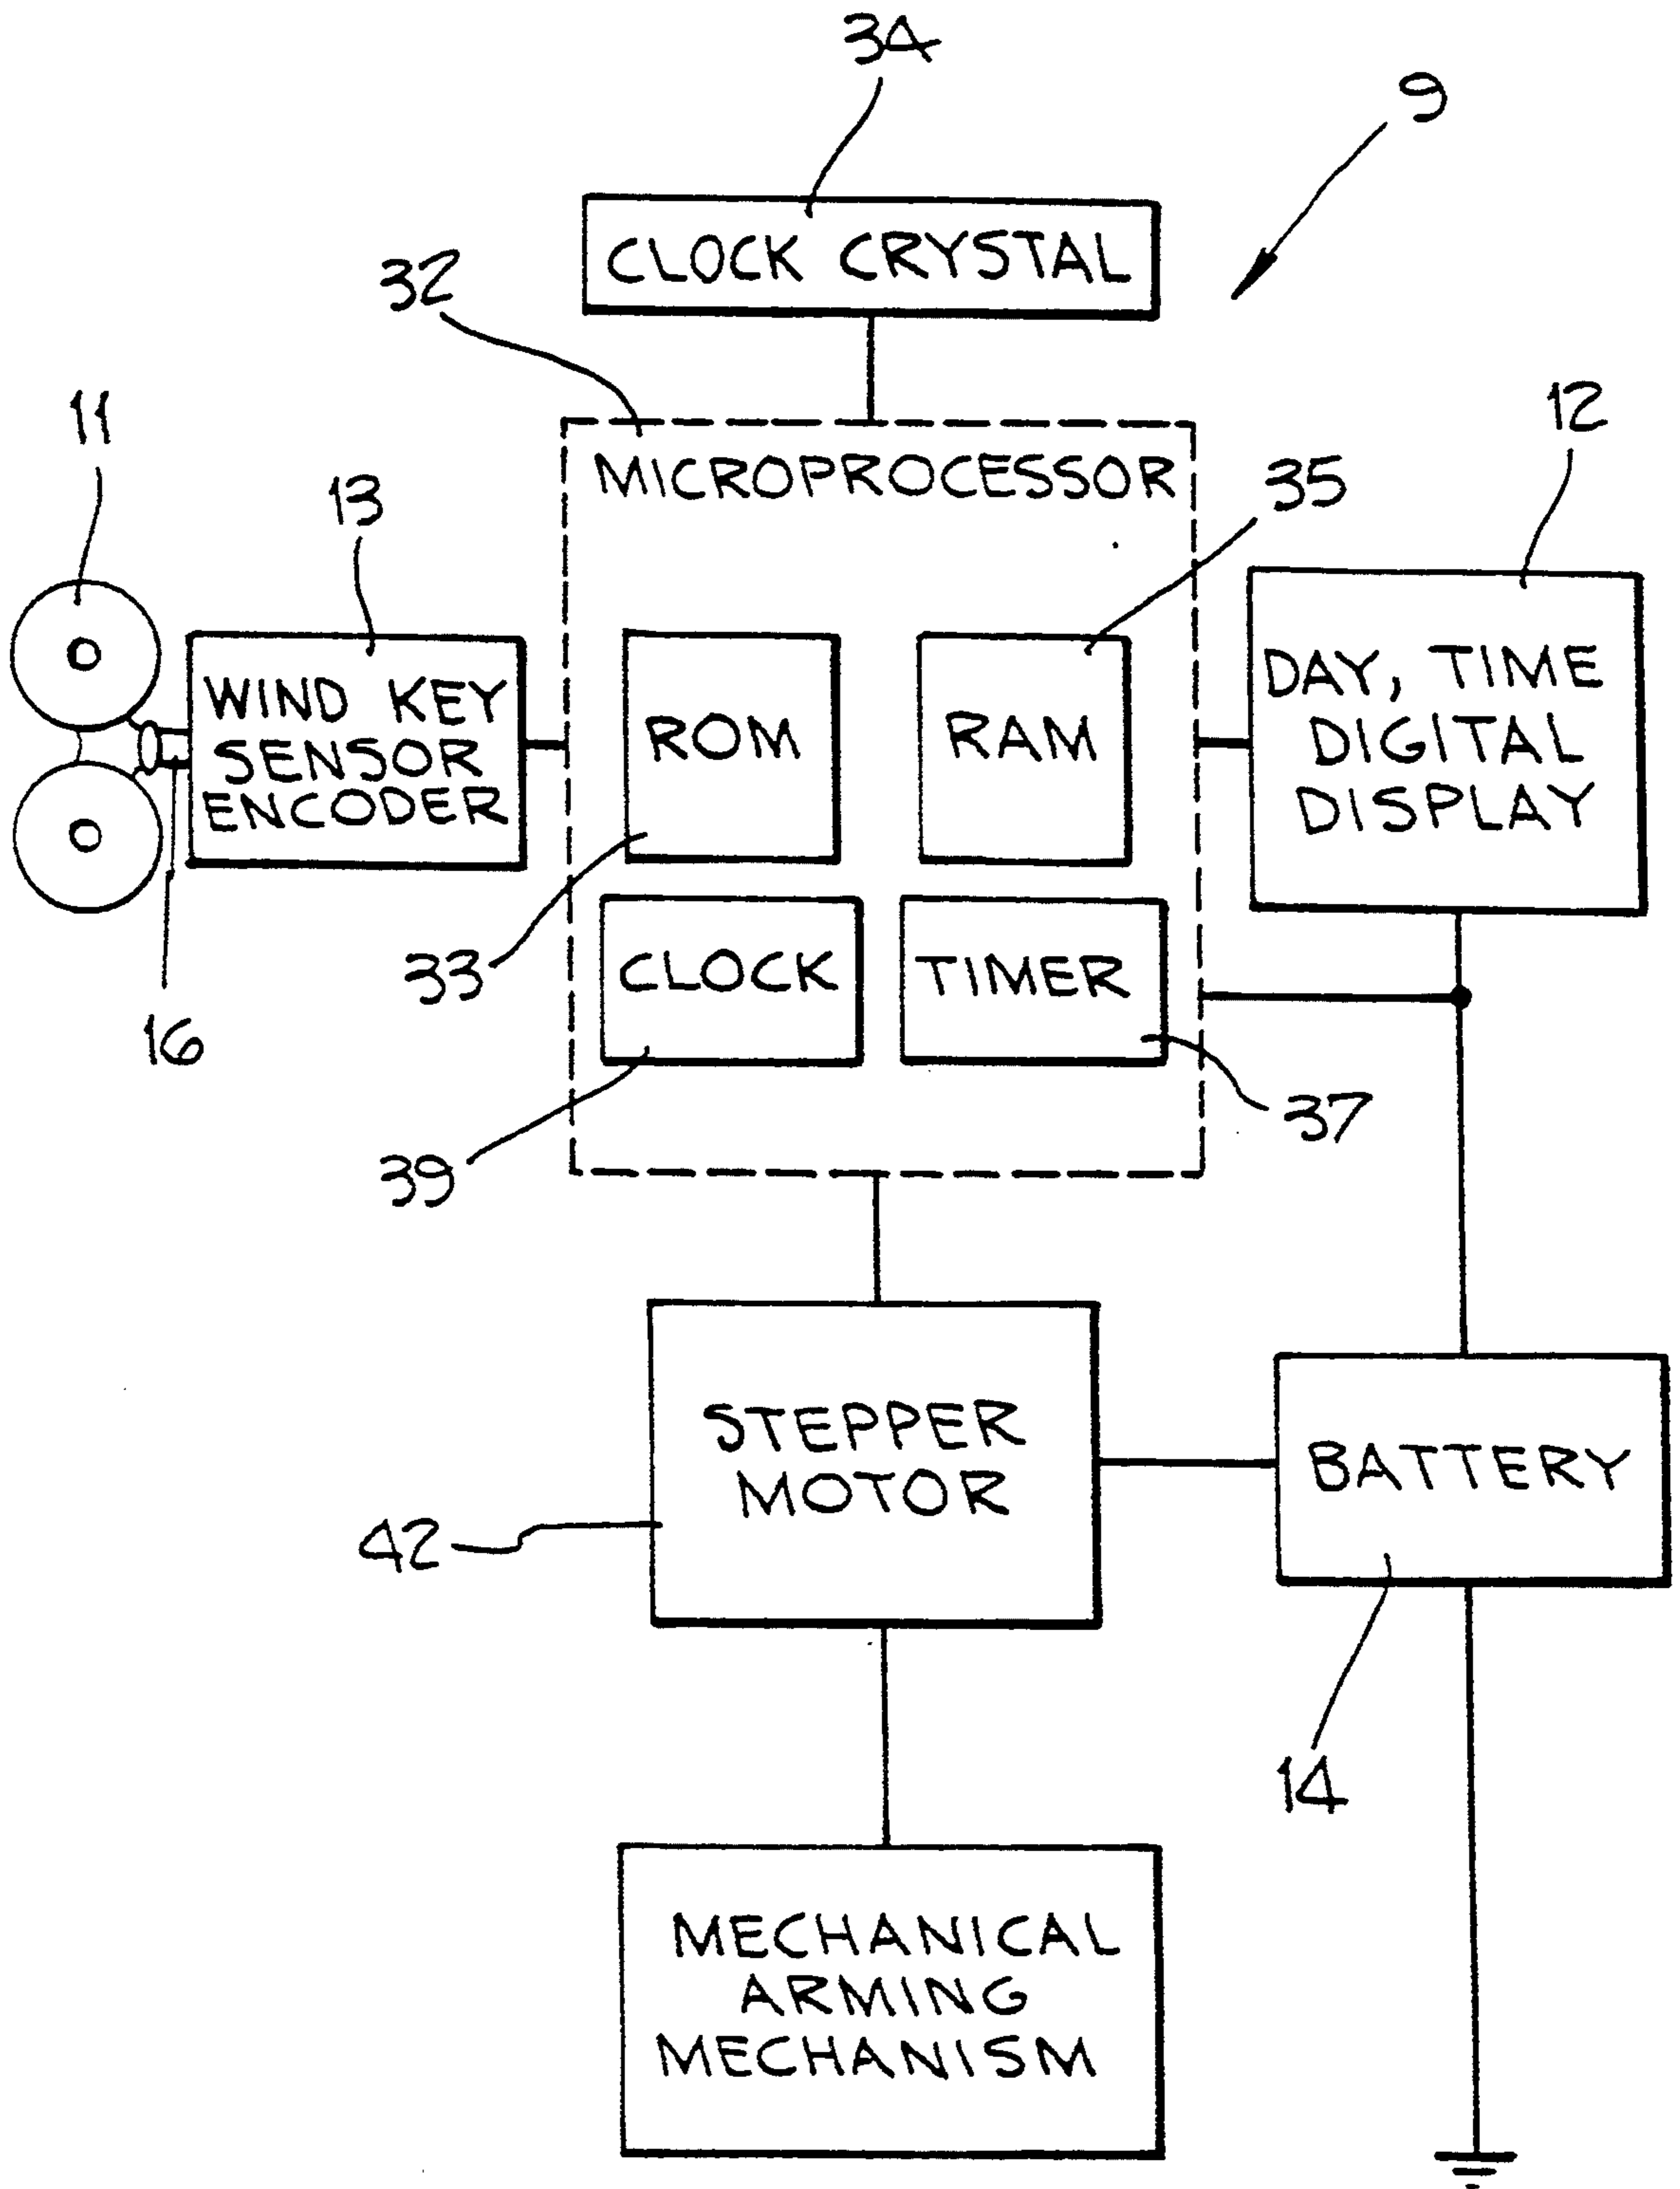 34
9
CLOCK CRYSTAL
32
11
12
MICROPROCESSOR
35
13
WIND KEY
SENSOR
ENCODER
ROM
RAM
DAY, TIME
DIGITAL
DISPLAY
33
CLOCK
TIMER
16
37
39
STEPPER
MOTOR
BATTERY
42
14
MECHANICAL
ARMING
MECHANISM